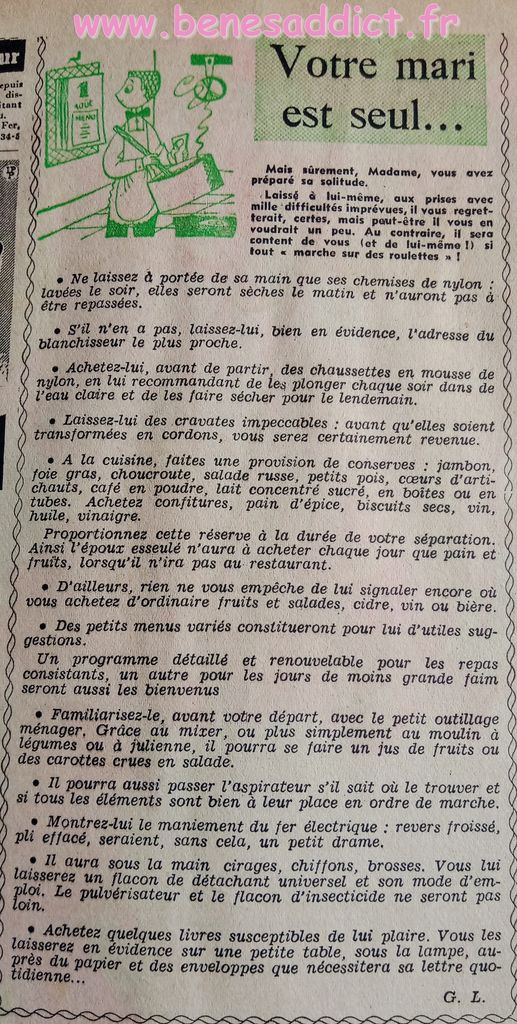 www.benesaddict.fr
ur
epuis
dis-
itant
u.
Fer,
34-5
1
AOUT
MENU
Votre mari
est seul...
Mais sûrement, Madame, vous avez
préparé sa solitude.
Laissé à lui-même, aux prises avec
mille difficultés imprévues, il vous regret-
terait, certes, mais peut-être il vous en
voudrait un peu. Au contraire, il sera
content de vous (et de lui-même !) si
tout « marche sur des roulettes » !
• Ne laissez à portée de sa main que ses chemises de nylon :
lavées le soir, elles seront sèches le matin et n'auront pas à
être repassées.
• S'il n'en a pas, laissez-lui, bien en évidence, l'adresse du
blanchisseur le plus proche.
• Achetez-lui, avant de partir, des chaussettes en mousse de
nylon, en lui recommandant de les plonger chaque soir dans de
l'eau claire et de les faire sécher pour le lendemain.
• Laissez-lui des cravates impeccables : avant qu'elles soient
transformées en cordons, vous serez certainement revenue.
• A la cuisine, faites une provision de conserves : jambon,
foie gras, choucroute, salade russe, petits pois, cœurs d'arti-
chauts, café en poudre, lait concentré sucré, en boîtes ou en
tubes. Achetez confitures, pain d'épice, biscuits secs, vin,
huile, vinaigre.
Proportionnez cette réserve à la durée de votre séparation.
Ainsi l'époux esseulé n'aura à acheter chaque jour que pain et
fruits, lorsqu'il n'ira pas au restaurant.
• D'ailleurs, rien ne vous empêche de lui signaler encore où
vous achetez d'ordinaire fruits et salades, cidre, vin ou bière.
• Des petits menus variés constitueront pour lui d'utiles sug-
gestions.
Un programme détaillé et renouvelable pour les repas
consistants, un autre pour les jours de moins grande faim
seront aussi les bienvenus
• Familiarisez-le, avant votre départ, avec le petit outillage
ménager. Grâce au mixer, ou plus simplement au moulin à
légumes ou à julienne, il pourra se faire un jus de fruits ou
des carottes crues en salade.
• Il pourra aussi passer l'aspirateur s'il sait où le trouver et
si tous les éléments sont bien à leur place en ordre de marche.
• Montrez-lui le maniement du fer électrique : revers froissé,
pli effacé, seraient, sans cela, un petit drame.
• Il aura sous la main cirages, chiffons, brosses. Vous lui
laisserez un flacon de détachant universel et son mode d'em-
ploi. Le pulvérisateur et le flacon d'insecticide ne seront pas
loin.
• Achetez quelques livres susceptibles de lui plaire. Vous les
laisserez en évidence sur une petite table, sous la lampe, au-
près du papier et des enveloppes que nécessitera sa lettre quo-
tidienne...
G. L.